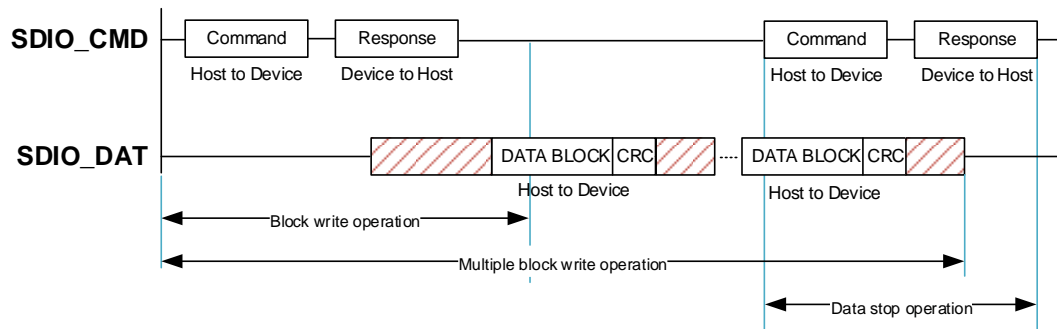 SDIO_CMD
Command
Response
Command
Response
Host to Device
Device to Host
Host to Device
Device to Host
SDIO_DAT
DATA BLOCK
CRC
DATA BLOCK
CRC
Host to Device
Host to Device
Block write operation
Multiple block write operation
Data stop operation